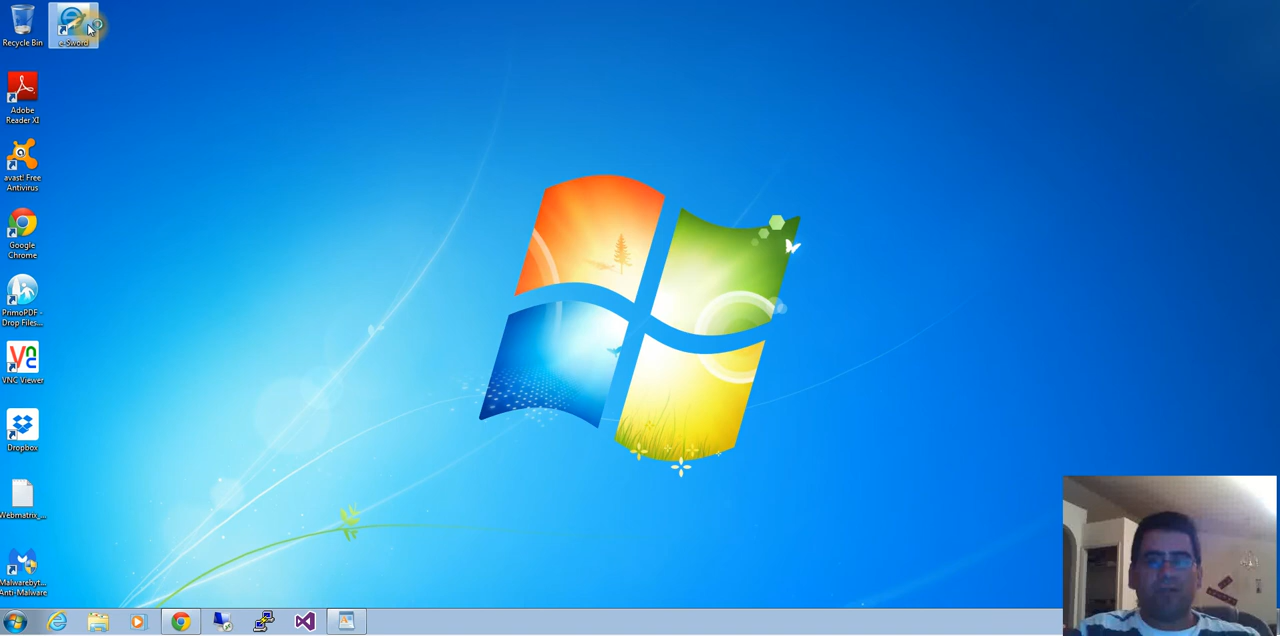 Recycle Bin
e-Sword
Adobe
Reader XI
avast! Free
Antivirus
Google
Chrome
PrimoPDF -
Drop Files...
VNC Viewer
Dropbox
Webmatrix_...
Malwarebyt...
Anti-Malware